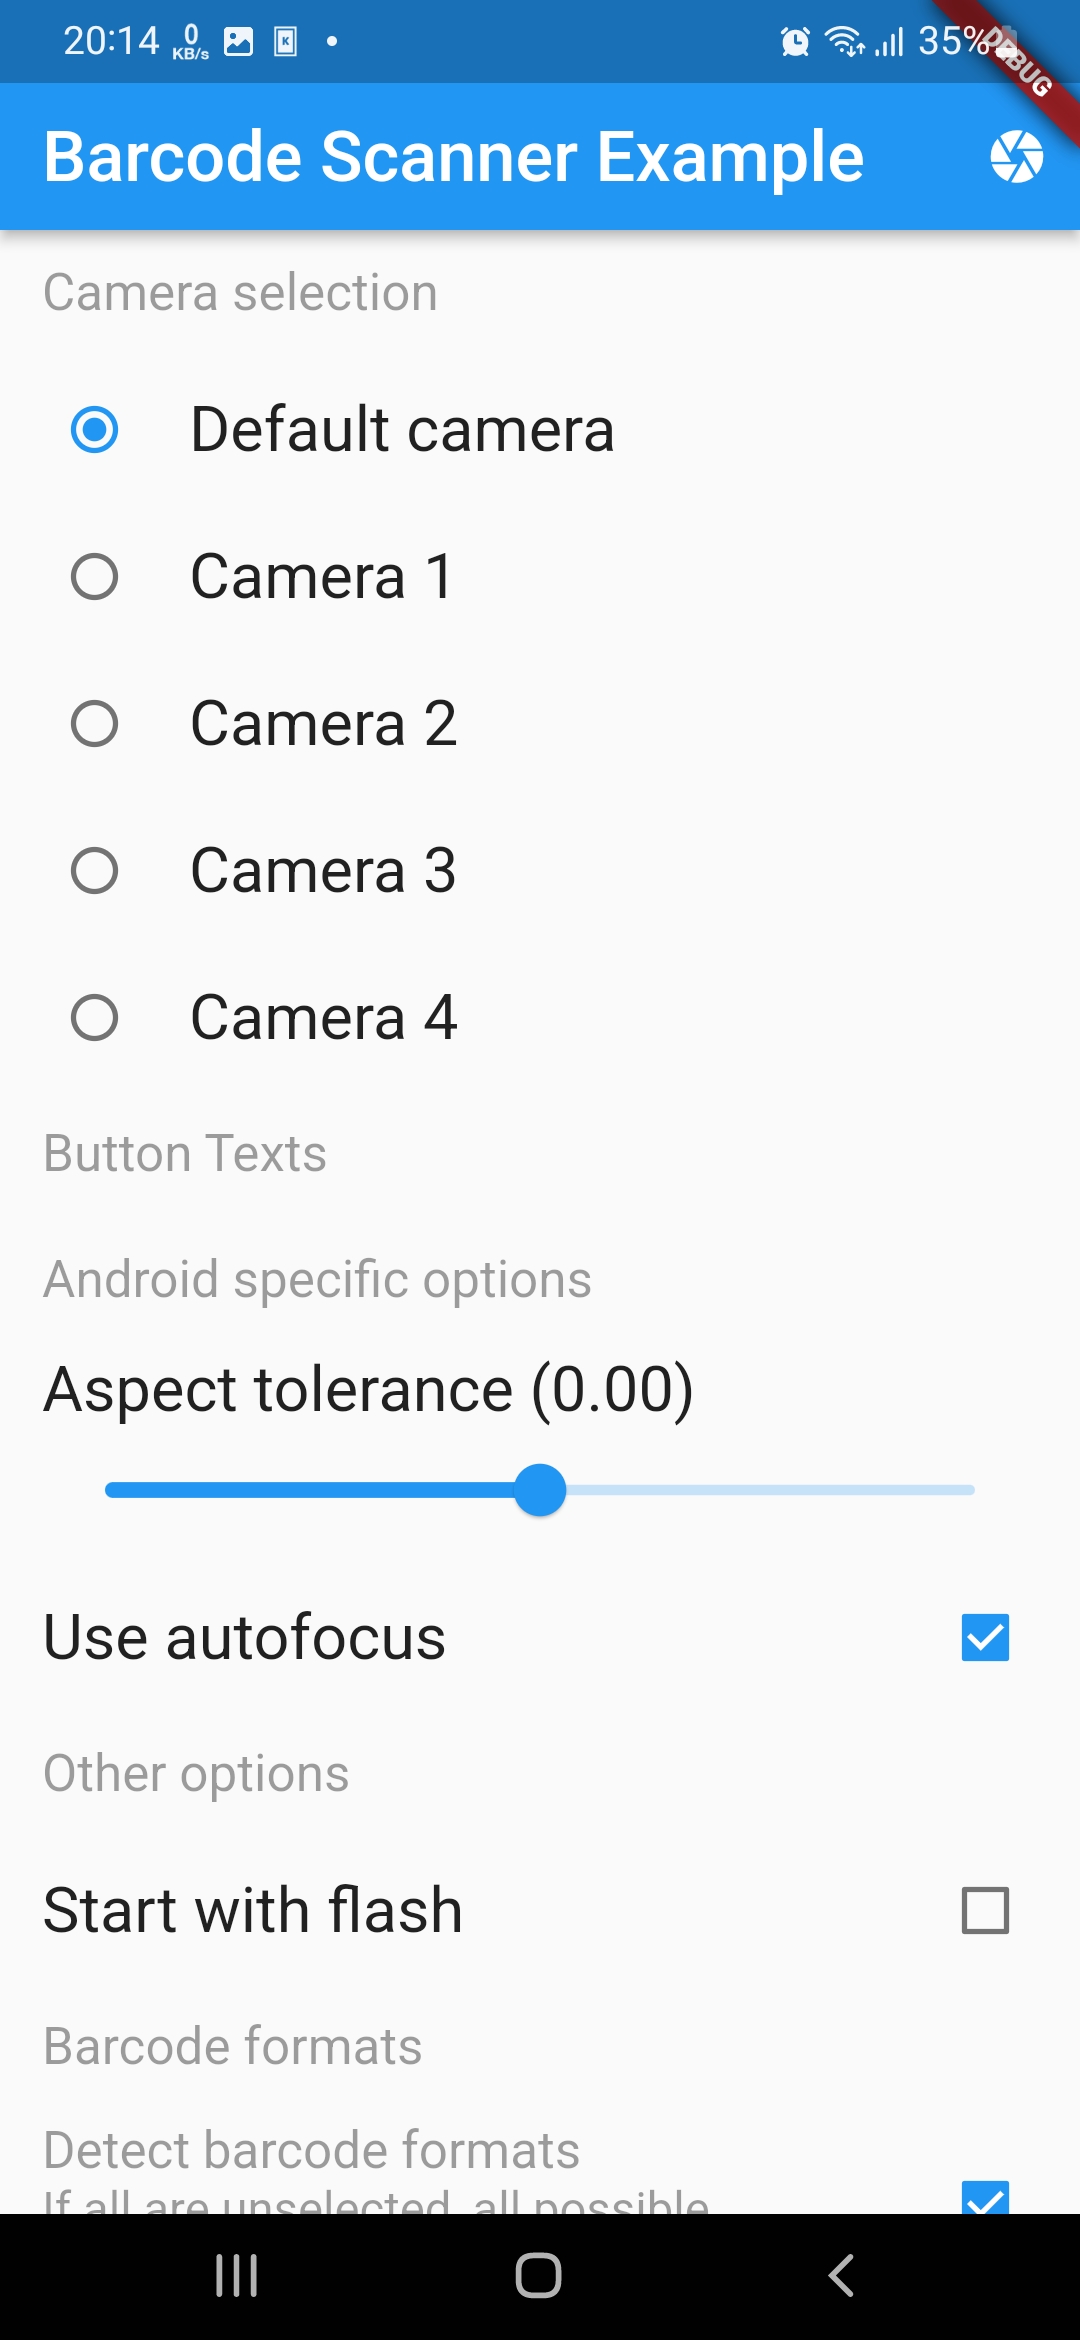 20:14 0 KB/s K 35%
DEBUG
Barcode Scanner Example
Camera selection
Default camera
Camera 1
Camera 2
Camera 3
Camera 4
Button Texts
Android specific options
Aspect tolerance (0.00)
Use autofocus
Other options
Start with flash
Barcode formats
Detect barcode formats
If all are unselected, all possible